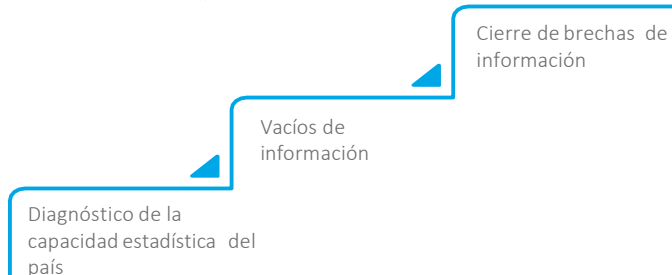 Cierre de brechas de
información
Vacíos de
información
Diagnóstico de la
capacidad estadística del
país